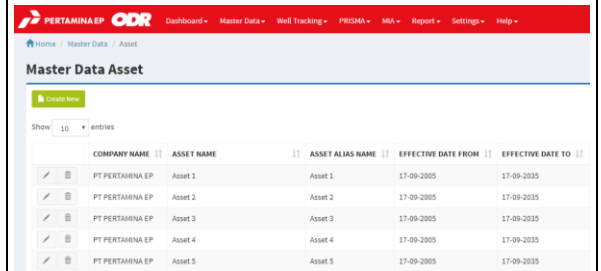 PERTAMINA EP ODR Dashboard Master Data Well Tracking PRISMA MIA Report Settings Help
Home / Master Data / Asset
Master Data Asset
Create New
Show 10 entries
COMPANY NAME ASSET NAME ASSET ALIAS NAME EFFECTIVE DATE FROM EFFECTIVE DATE TO
PT PERTAMINA EP Asset 1 Asset 1 17-09-2005 17-09-2035
PT PERTAMINA EP Asset 2 Asset 2 17-09-2005 17-09-2035
PT PERTAMINA EP Asset 3 Asset 3 17-09-2005 17-09-2035
PT PERTAMINA EP Asset 4 Asset 4 17-09-2005 17-09-2035
PT PERTAMINA EP Asset 5 Asset 5 17-09-2005 17-09-2035